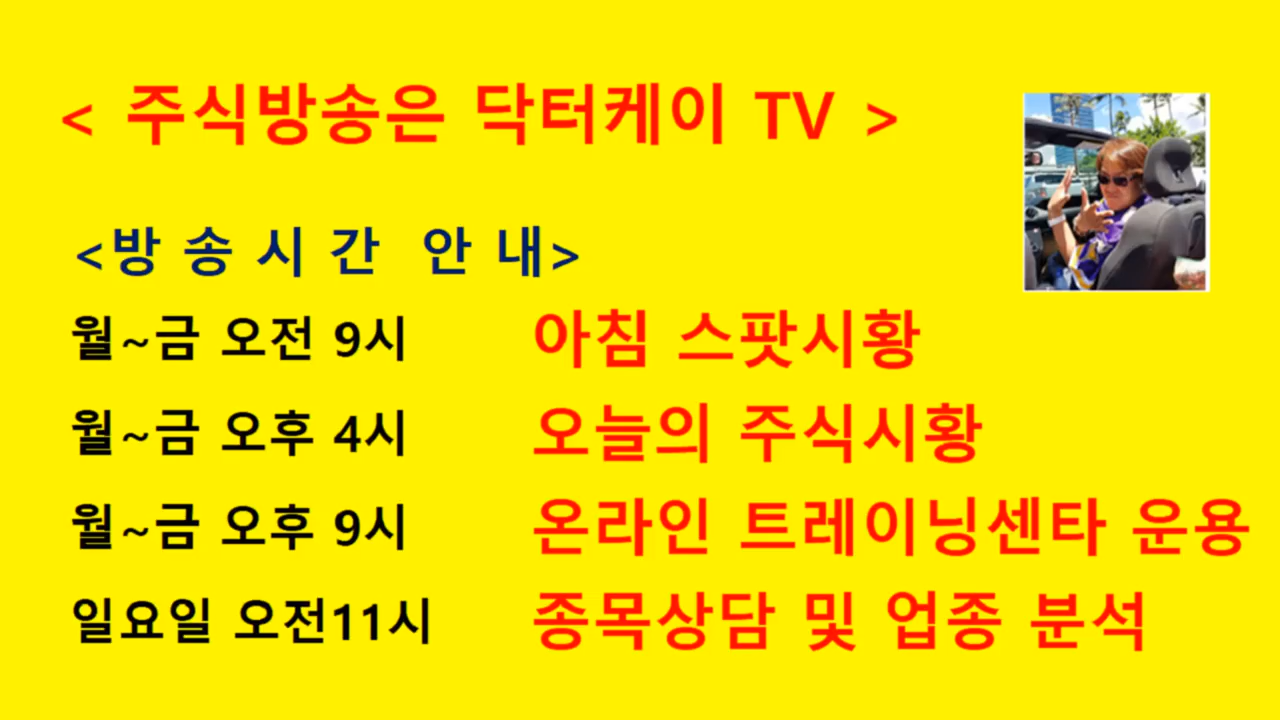 < 주식방송은 닥터케이 TV >
<방 송 시 간 안 내>
월~금 오전 9시 아침 스팟시황
월~금 오후 4시 오늘의 주식시황
월~금 오후 9시 온라인 트레이닝센타 운용
일요일 오전11시 종목상담 및 업종 분석